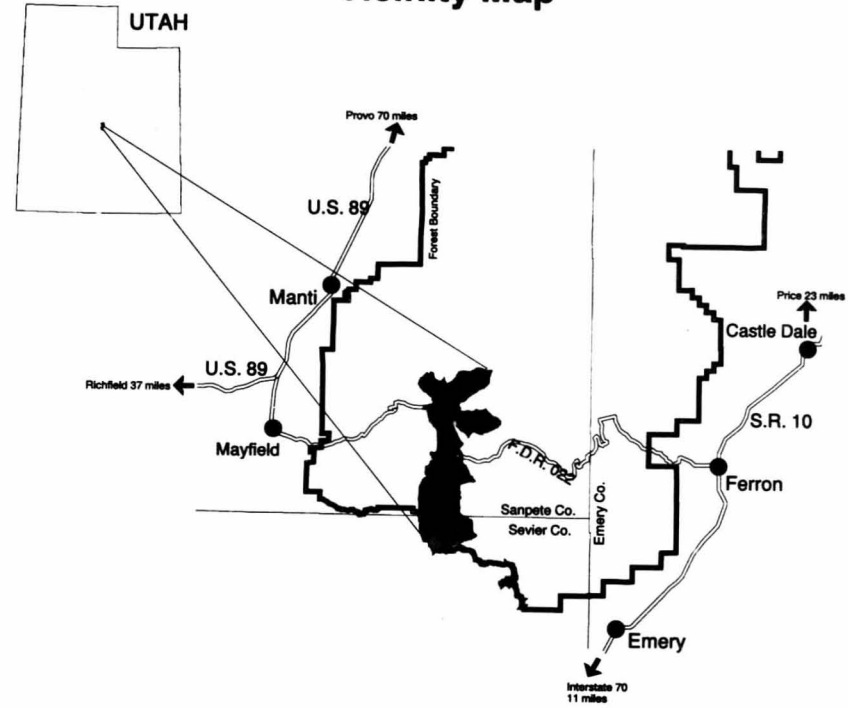 UTAH
Provo 70 miles
U.S. 89
Forest Boundary
Manti
Price 23 miles
Castle Dale
U.S. 89
Richfield 37 miles
S.R. 10
Mayfield
F.D.R. 022
Ferron
Sanpete Co.
Sevier Co.
Emery Co.
Emery
Interstate 70
11 miles
Map